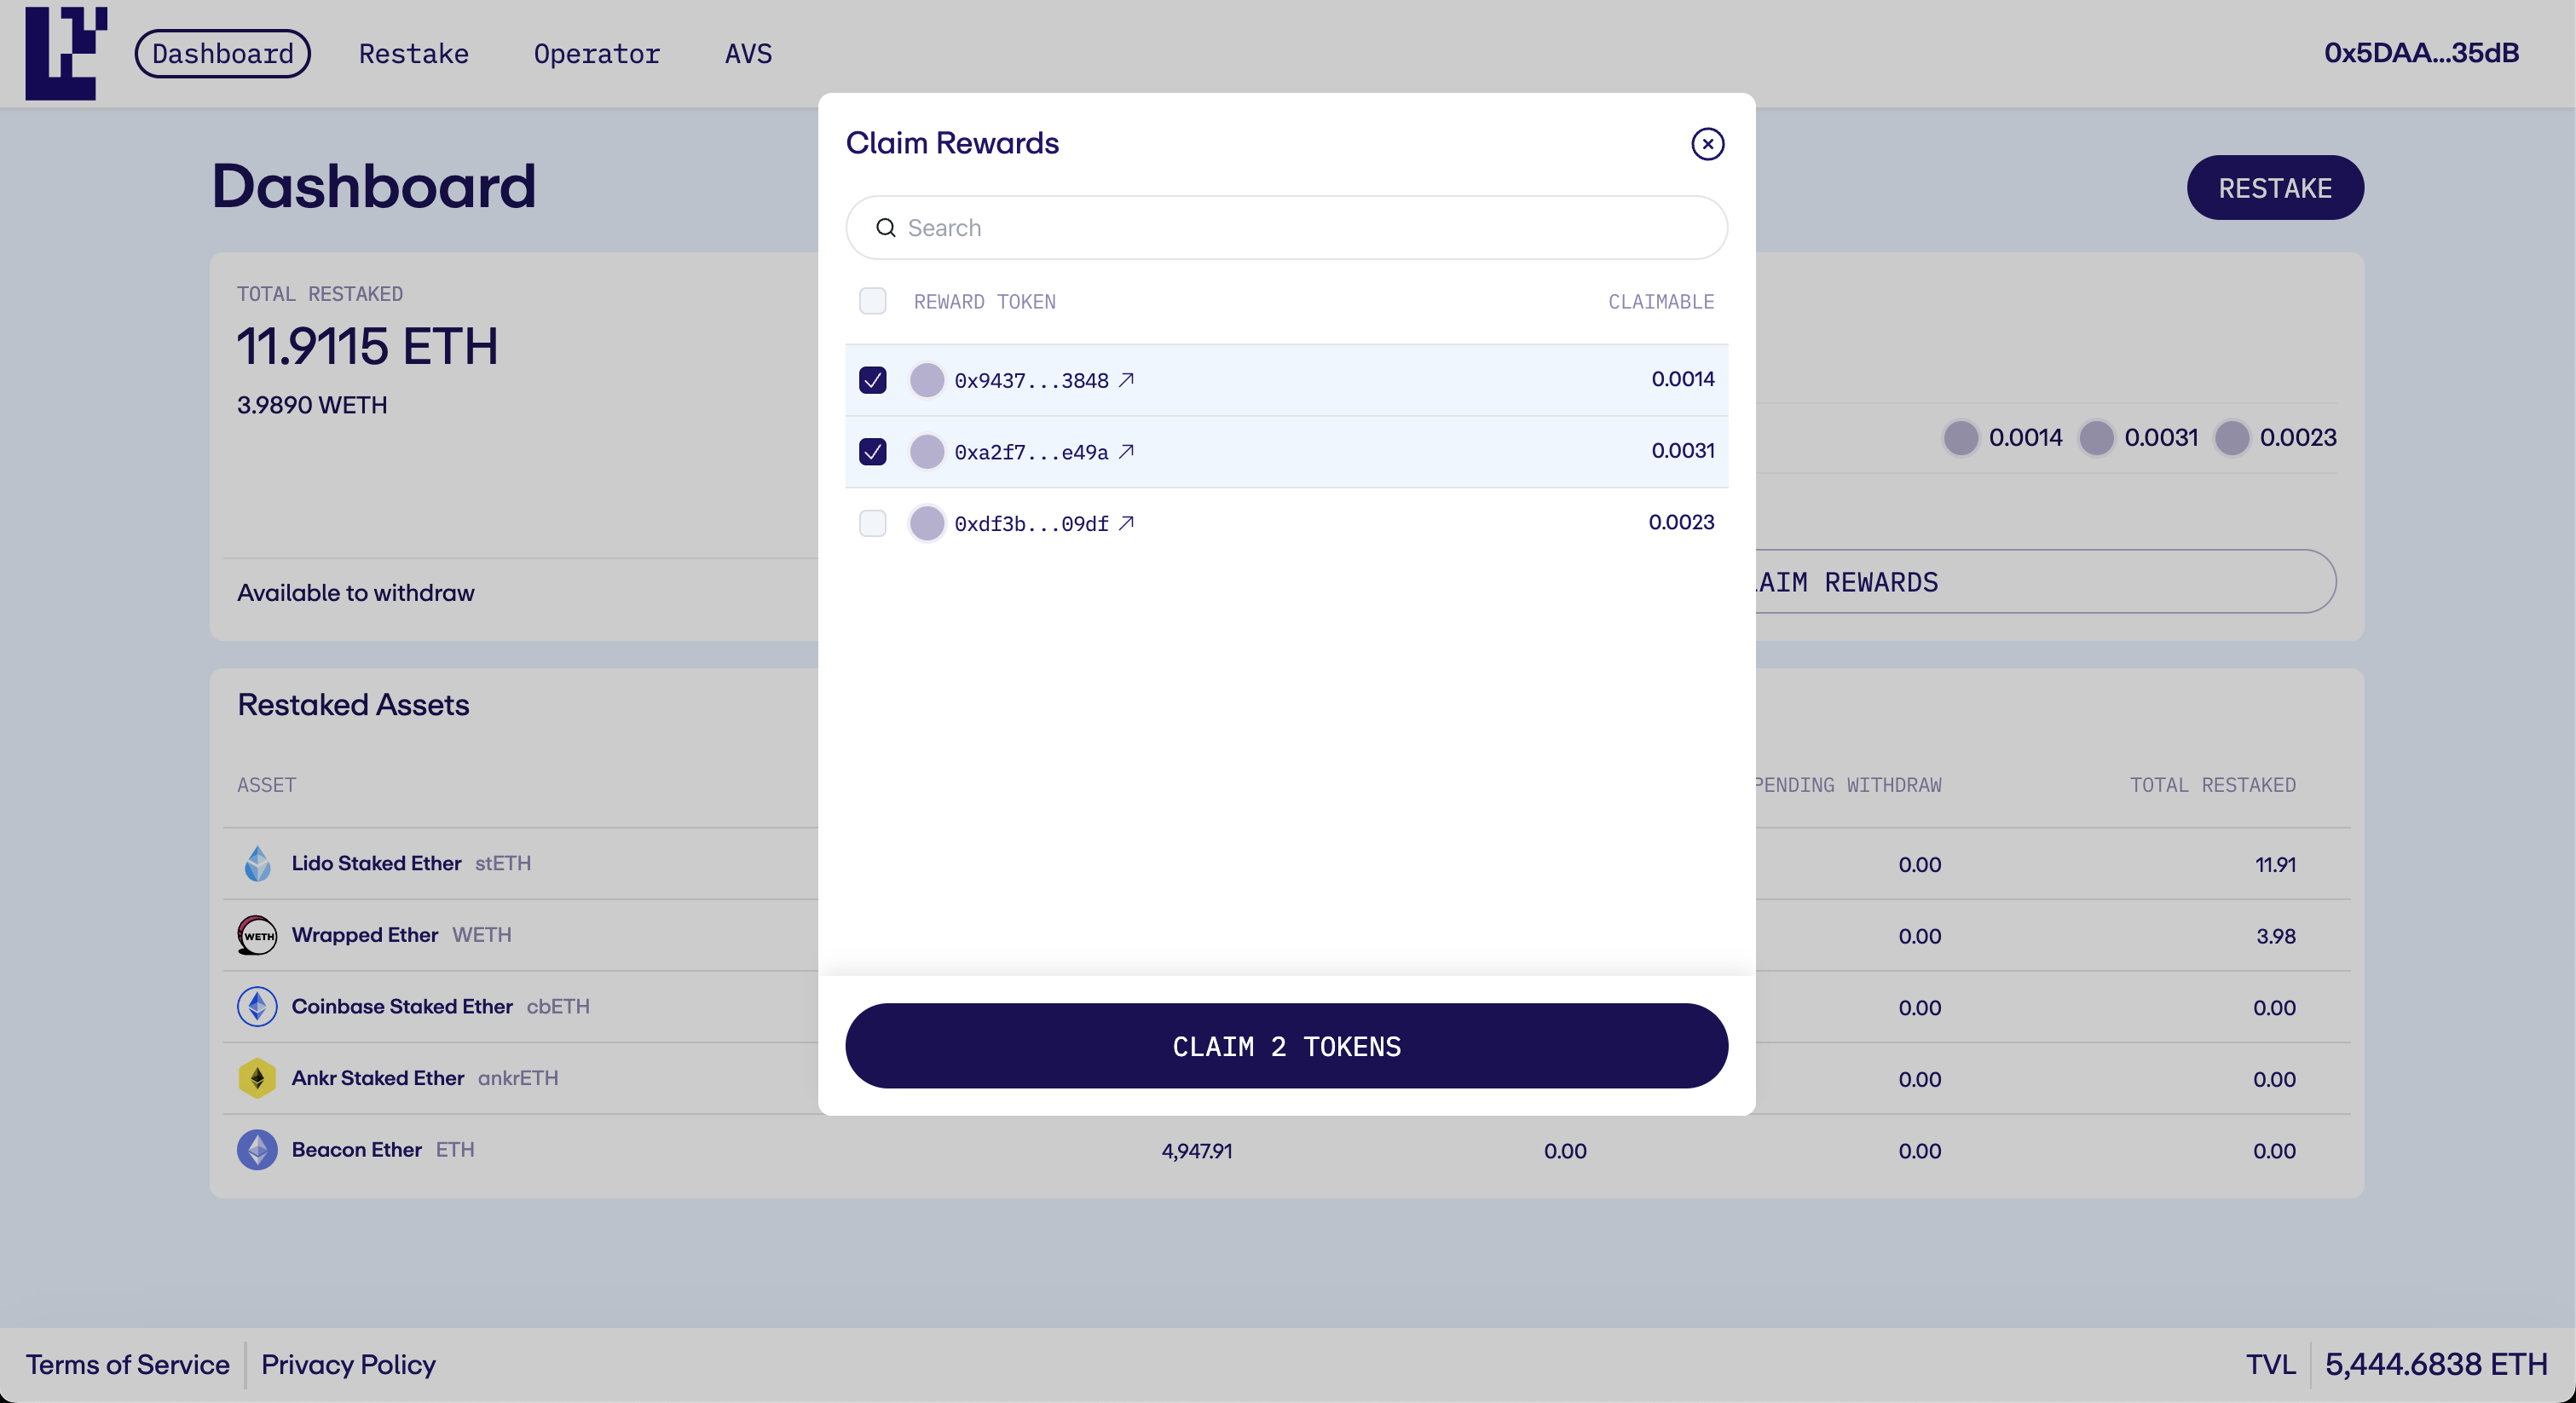 Dashboard Restake Operator AVS 0x5DAA...35dB
Claim Rewards
Dashboard
RESTAKE
Search
TOTAL RESTAKED
REWARD TOKEN CLAIMABLE
11.9115 ETH
0x9437...3848 0.0014
3.9890 WETH
0.0014 0.0031 0.0023
0xa2f7...e49a 0.0031
0xdf3b...09df 0.0023
Available to withdraw
AIM REWARDS
Restaked Assets
ASSET PENDING WITHDRAW TOTAL RESTAKED
Lido Staked Ether stETH 0.00 11.91
WETH Wrapped Ether WETH 0.00 3.98
Coinbase Staked Ether cbETH 0.00 0.00
CLAIM 2 TOKENS
Ankr Staked Ether ankrETH 0.00 0.00
Beacon Ether ETH 4,947.91 0.00 0.00 0.00
Terms of Service Privacy Policy TVL 5,444.6838 ETH